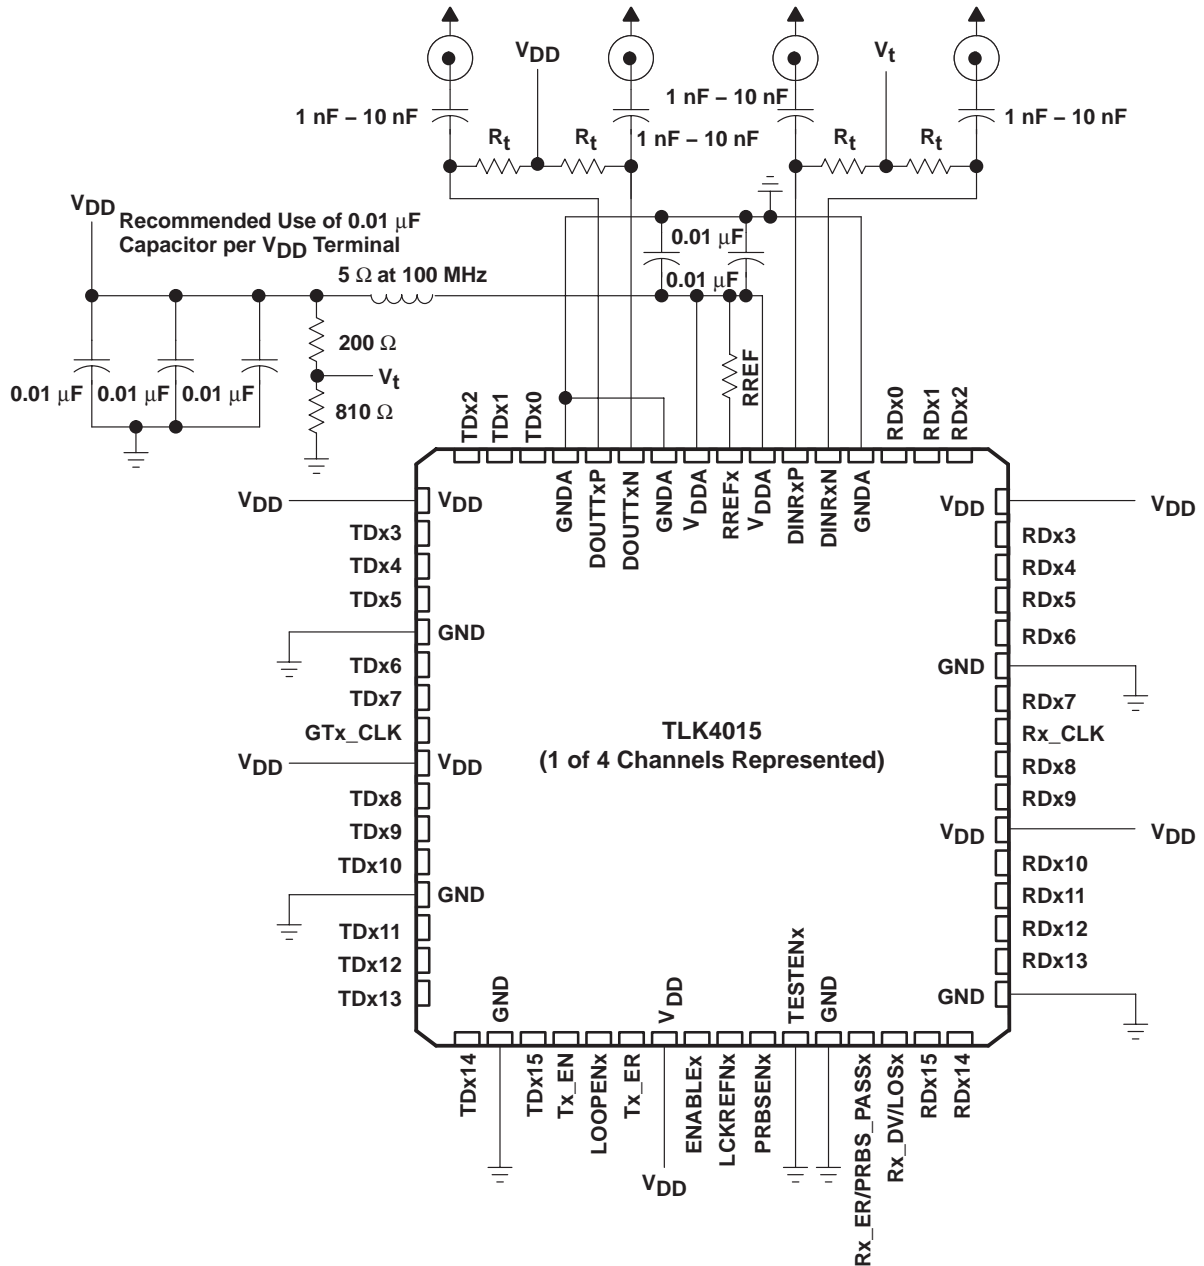 VDD
Vt
1 nF – 10 nF
1 nF – 10 nF
1 nF – 10 nF
1 nF – 10 nF
Rt
Rt
Rt
Rt
VDD
Recommended Use of 0.01 μF
Capacitor per VDD Terminal
5 Ω at 100 MHz
0.01 μF
0.01 μF
200 Ω
Vt
810 Ω
0.01 μF
0.01 μF
0.01 μF
RREF
TDx2
TDx1
TDx0
RDx0
RDx1
RDx2
GNDA
DOUTTxP
DOUTTxN
GNDA
VDDA
RREFx
VDDA
DINRxP
DINRxN
GNDA
VDD
VDD
TDx3
TDx4
TDx5
GND
TDx6
TDx7
GTx_CLK
VDD
VDD
TDx8
TDx9
TDx10
GND
TDx11
TDx12
TDx13
TLK4015
(1 of 4 Channels Represented)
VDD
VDD
RDx3
RDx4
RDx5
RDx6
GND
RDx7
Rx_CLK
RDx8
RDx9
VDD
VDD
RDx10
RDx11
RDx12
RDx13
GND
GND
VDD
TESTENx
GND
TDx14
TDx15
Tx_EN
LOOPENx
Tx_ER
VDD
ENABLEx
LCKREFNx
PRBSENx
Rx_ER/PRBS_PASSx
Rx_DV/LOSx
RDx15
RDx14